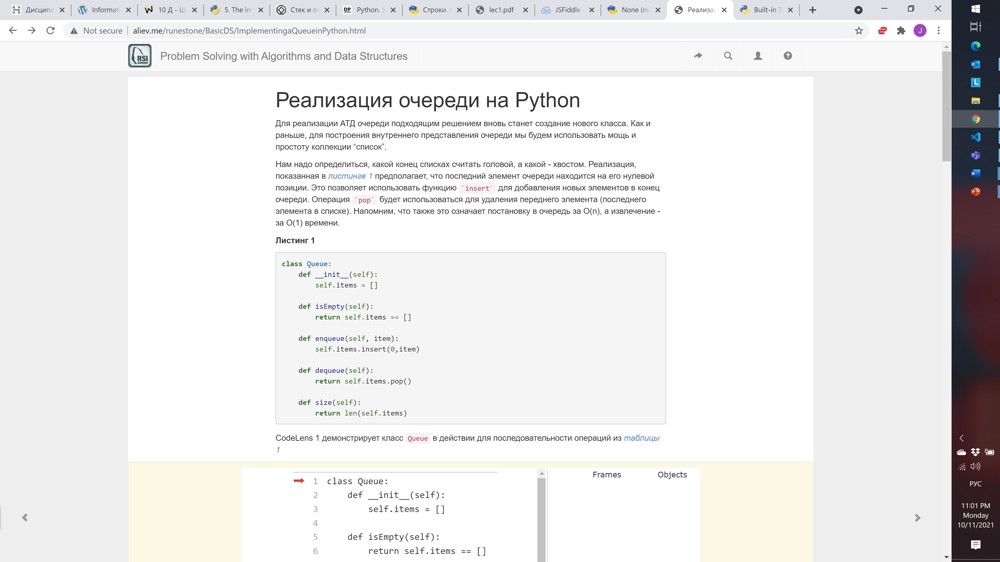 Дисципл
Informati
10 Д - Ш
5. The im
Стек и о
DP
Python. У
Строки. 
lec1.pdf
JSFiddle -
None (nu
Реализац
Built-in Ty
Not secure
aliev.me/runestone/BasicDS/ImplementingaQueueinPython.html
J
RSI
Problem Solving with Algorithms and Data Structures
Реализация очереди на Python
Для реализации АТД очереди подходящим решением вновь станет создание нового класса. Как и
раньше, для построения внутреннего представления очереди мы будем использовать мощь и
простоту коллекции “список”.
Нам надо определиться, какой конец списках считать головой, а какой - хвостом. Реализация,
показанная в листинге 1 предполагает, что последний элемент очереди находится на его нулевой
позиции. Это позволяет использовать функцию `insert` для добавления новых элементов в конец
очереди. Операция `pop` будет использоваться для удаления переднего элемента (последнего
элемента в списке). Напомним, что также это означает постановку в очередь за O(n), а извлечение -
за O(1) времени.
Листинг 1
class Queue:
    def __init__(self):
        self.items = []
    def isEmpty(self):
        return self.items == []
    def enqueue(self, item):
        self.items.insert(0,item)
    def dequeue(self):
        return self.items.pop()
    def size(self):
        return len(self.items)
CodeLens 1 демонстрирует класс Queue в действии для последовательности операций из таблицы
1
Frames Objects
1 class Queue:
2     def __init__(self):
3         self.items = []
4
5     def isEmpty(self):
6         return self.items == []
РУС
11:01 PM
Monday
10/11/2021